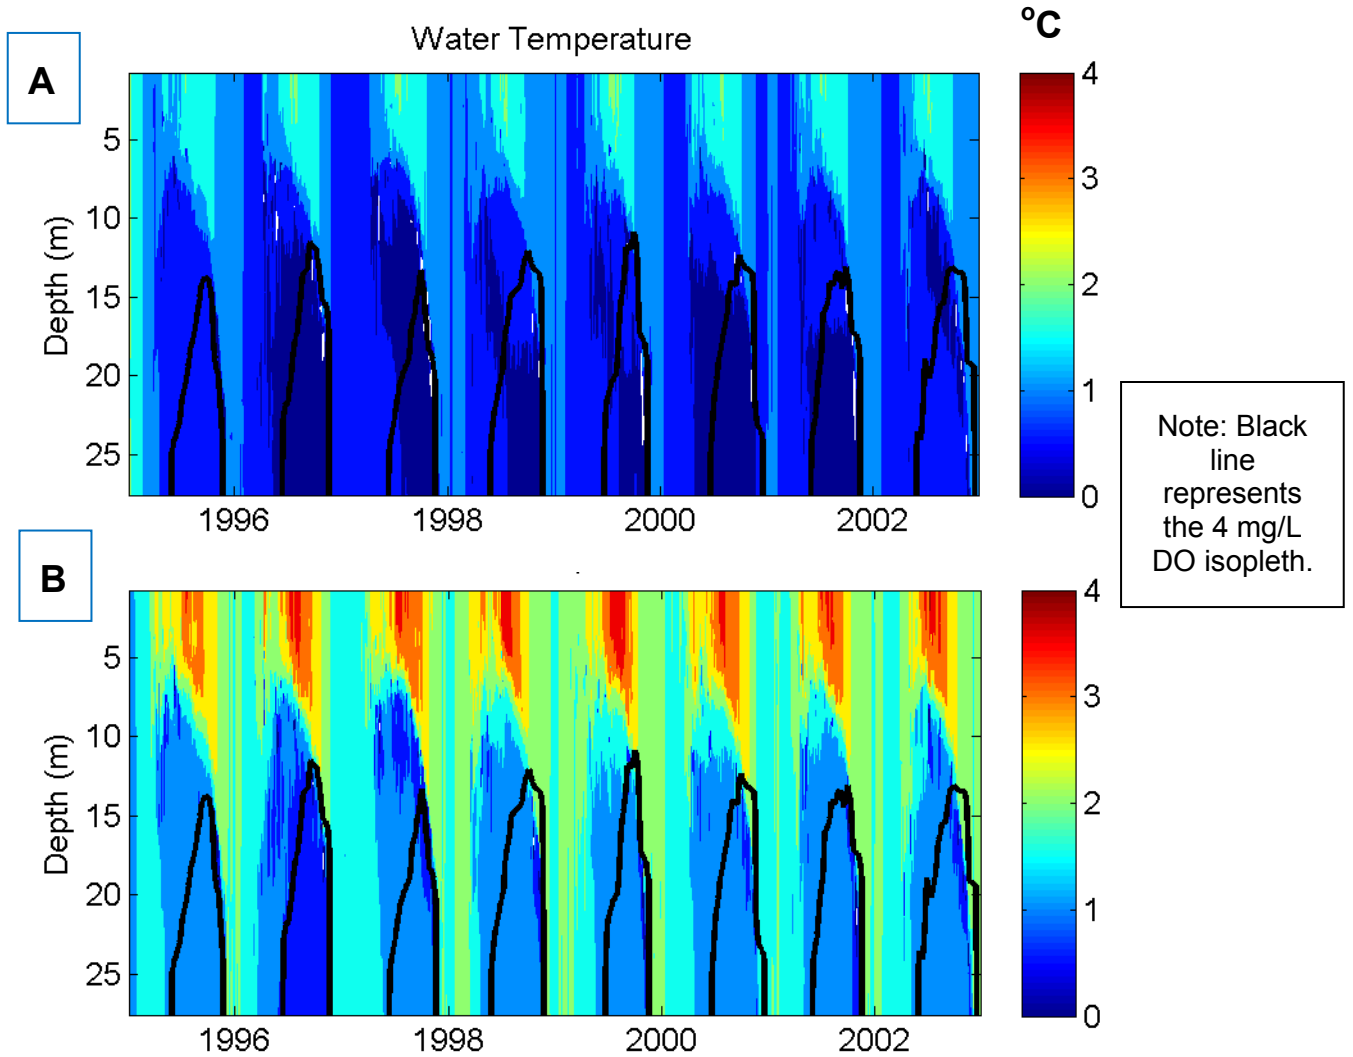 Water Temperature
°C
A
4
3
2
1
0
5
10
15
20
25
Depth (m)
1996
1998
2000
2002
Note: Black
line
represents
the 4 mg/L
DO isopleth.
B
4
3
2
1
0
5
10
15
20
25
Depth (m)
1996
1998
2000
2002